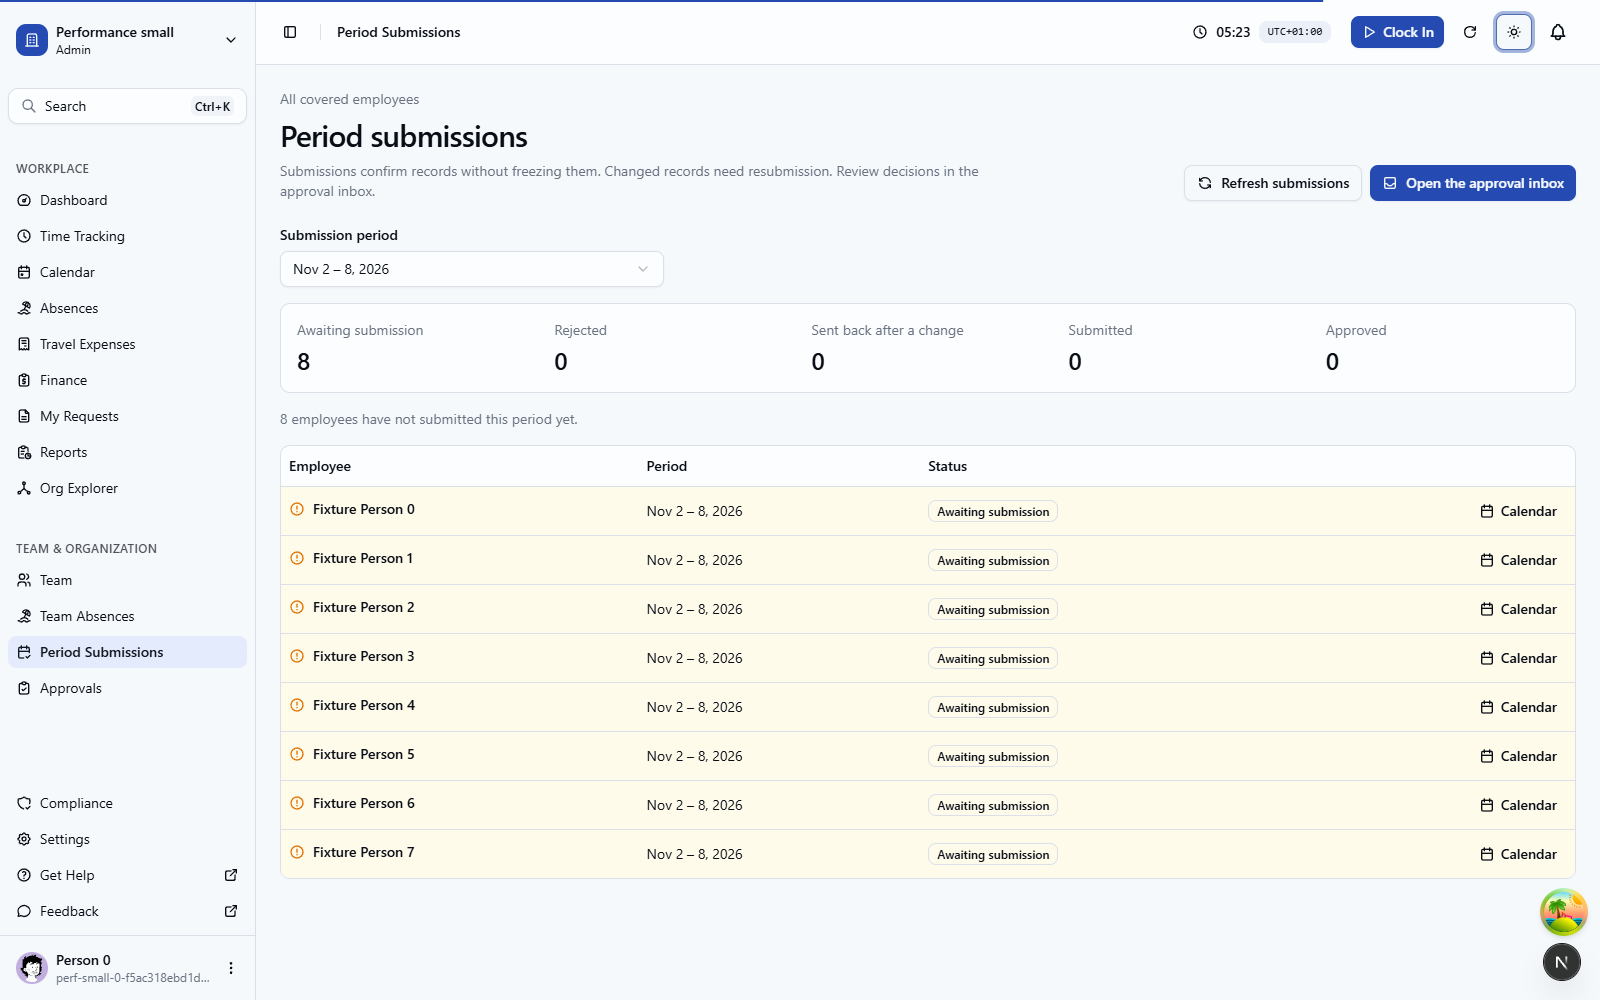 Performance small
Admin
Search
Ctrl+K
WORKPLACE
Dashboard
Time Tracking
Calendar
Absences
Travel Expenses
Finance
My Requests
Reports
Org Explorer
TEAM & ORGANIZATION
Team
Team Absences
Period Submissions
Approvals
Compliance
Settings
Get Help
Feedback
Person 0
perf-small-0-f5ac318ebd1d...
Period Submissions
05:23
UTC+01:00
Clock In
All covered employees
Period submissions
Submissions confirm records without freezing them. Changed records need resubmission. Review decisions in the
approval inbox.
Refresh submissions
Open the approval inbox
Submission period
Nov 2 – 8, 2026
Awaiting submission
8
Rejected
0
Sent back after a change
0
Submitted
0
Approved
0
8 employees have not submitted this period yet.
Employee Period Status
Fixture Person 0 Nov 2 – 8, 2026 Awaiting submission Calendar
Fixture Person 1 Nov 2 – 8, 2026 Awaiting submission Calendar
Fixture Person 2 Nov 2 – 8, 2026 Awaiting submission Calendar
Fixture Person 3 Nov 2 – 8, 2026 Awaiting submission Calendar
Fixture Person 4 Nov 2 – 8, 2026 Awaiting submission Calendar
Fixture Person 5 Nov 2 – 8, 2026 Awaiting submission Calendar
Fixture Person 6 Nov 2 – 8, 2026 Awaiting submission Calendar
Fixture Person 7 Nov 2 – 8, 2026 Awaiting submission Calendar
N